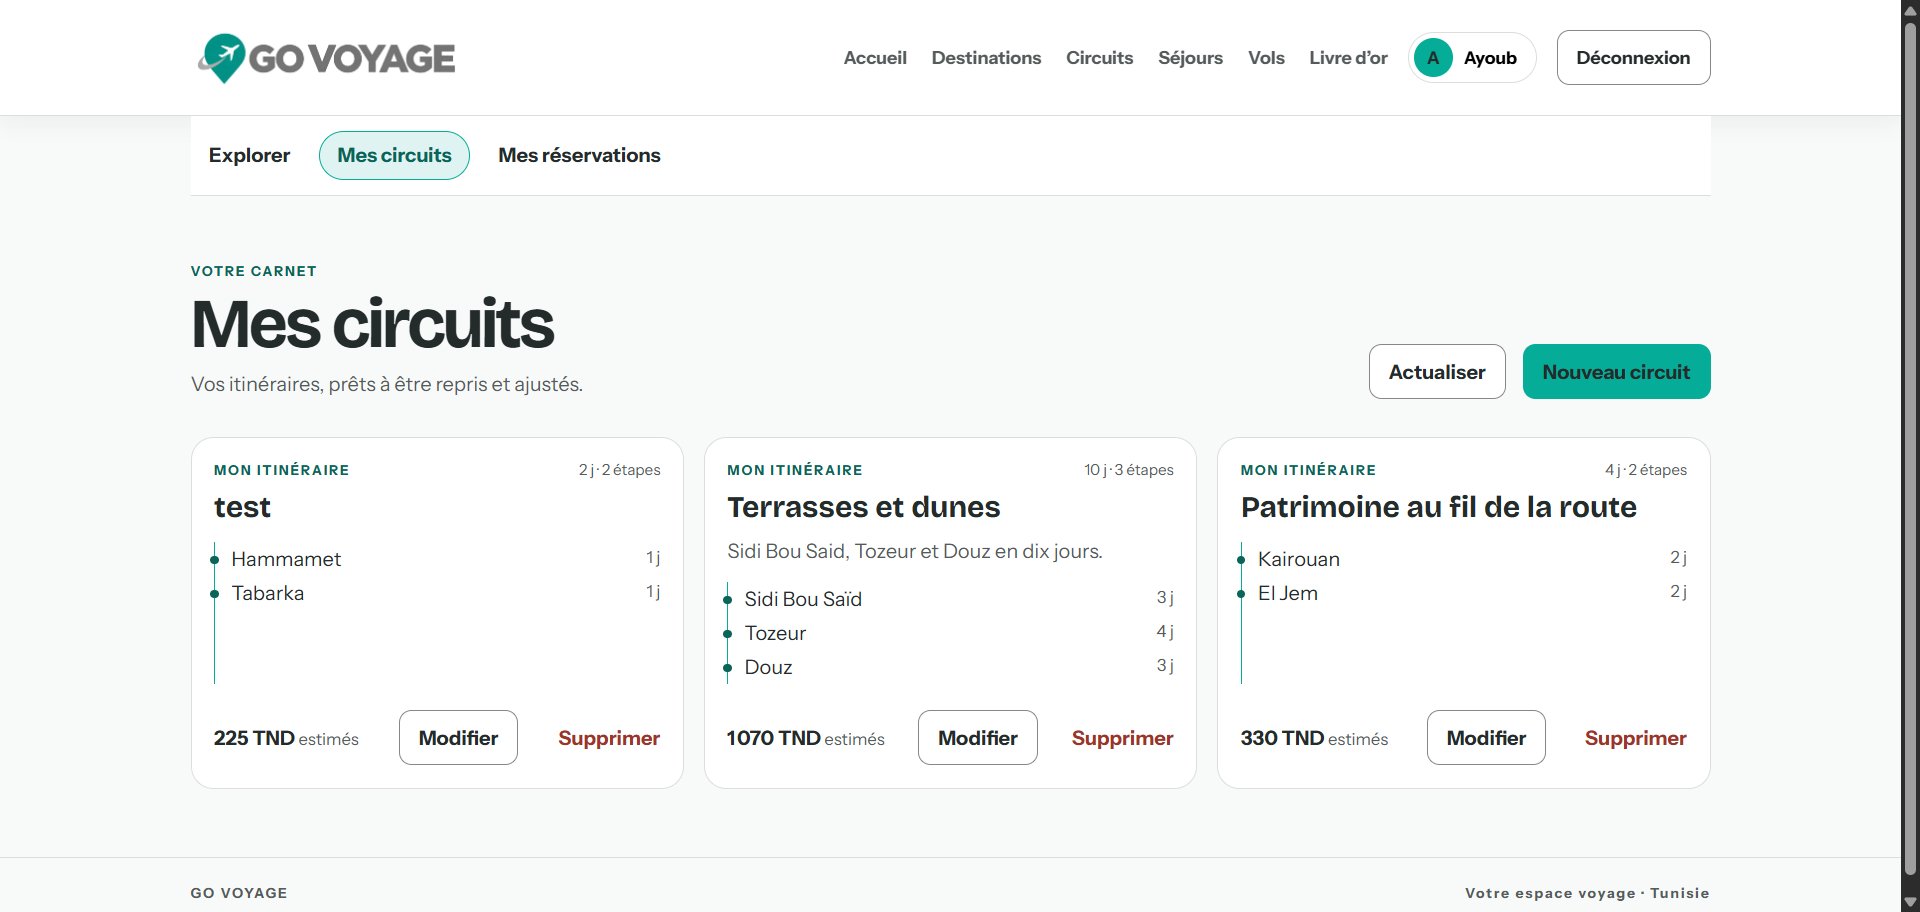 GO VOYAGE
Accueil Destinations Circuits Séjours Vols Livre d’or A Ayoub Déconnexion
Explorer Mes circuits Mes réservations
VOTRE CARNET
Mes circuits
Vos itinéraires, prêts à être repris et ajustés.
Actualiser Nouveau circuit
MON ITINÉRAIRE 2 j · 2 étapes
test
Hammamet 1 j
Tabarka 1 j
225 TND estimés Modifier Supprimer
MON ITINÉRAIRE 10 j · 3 étapes
Terrasses et dunes
Sidi Bou Said, Tozeur et Douz en dix jours.
Sidi Bou Saïd 3 j
Tozeur 4 j
Douz 3 j
1070 TND estimés Modifier Supprimer
MON ITINÉRAIRE 4 j · 2 étapes
Patrimoine au fil de la route
Kairouan 2 j
El Jem 2 j
330 TND estimés Modifier Supprimer
GO VOYAGE Votre espace voyage · Tunisie